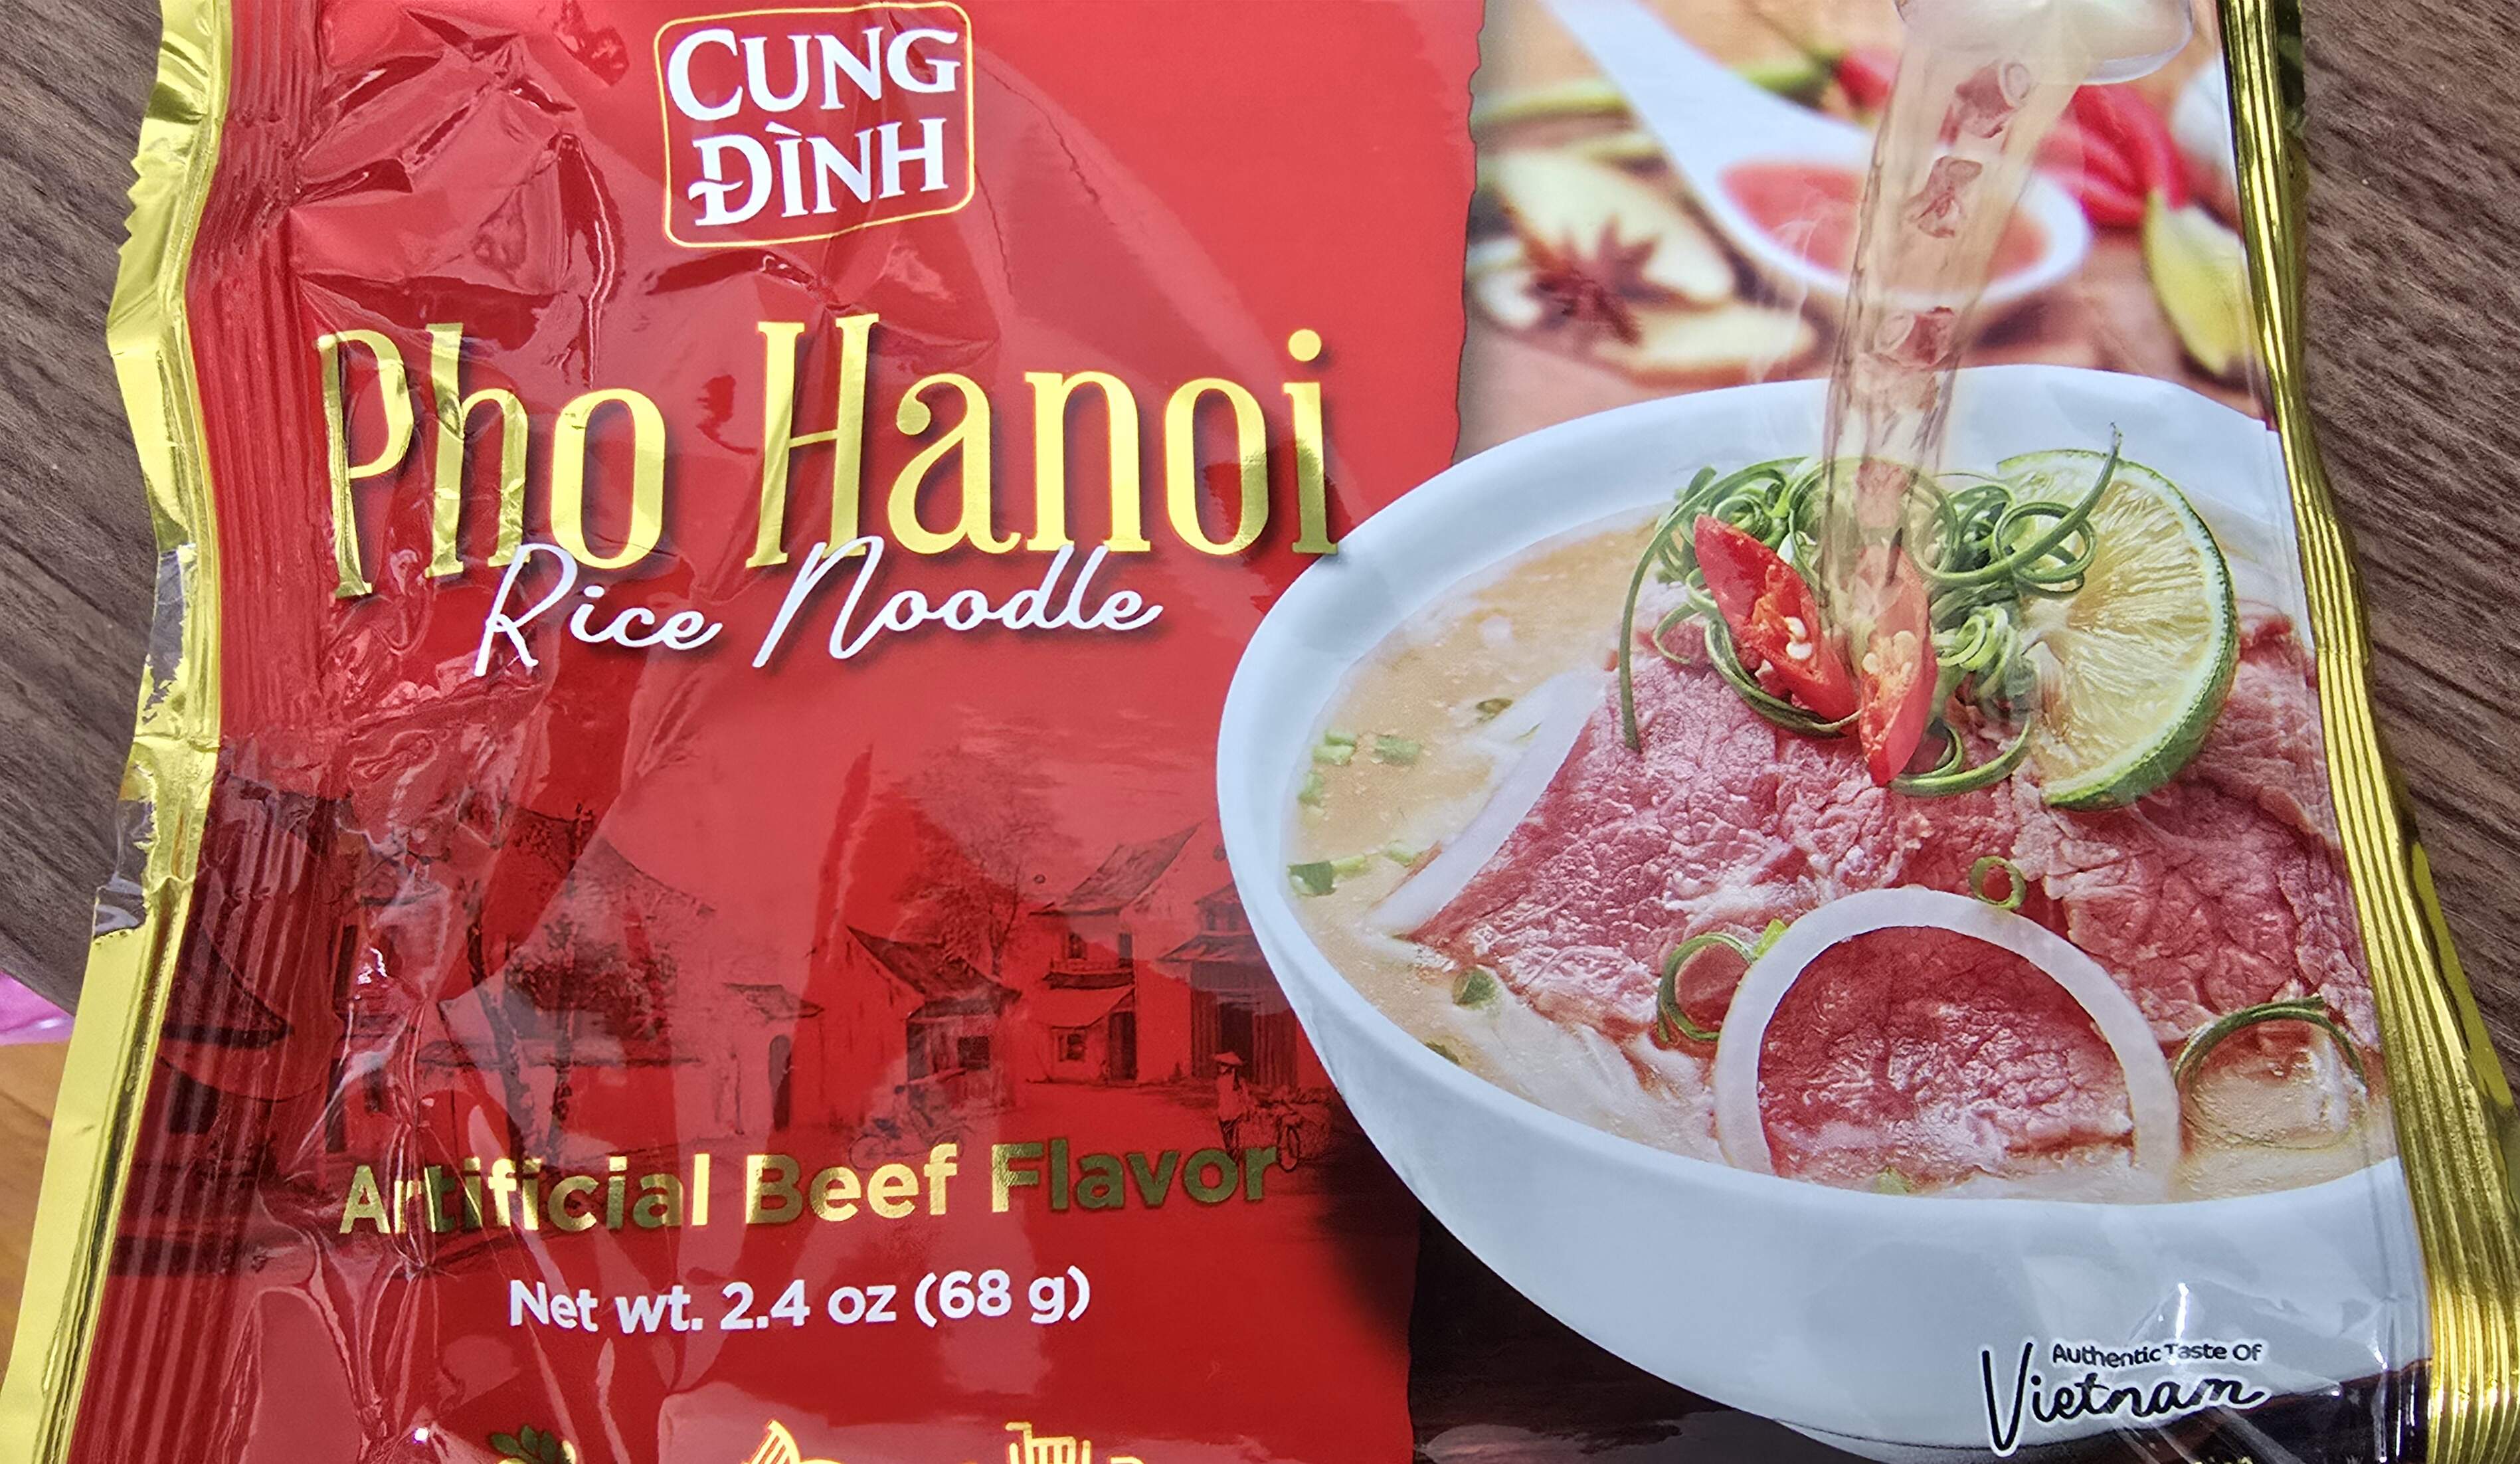 CUNG
ĐÌNH
Pho Hanoi
Rice Noodle
Artificial Beef Flavor
Net wt. 2.4 oz (68 g)
Authentic Taste Of
Vietnam